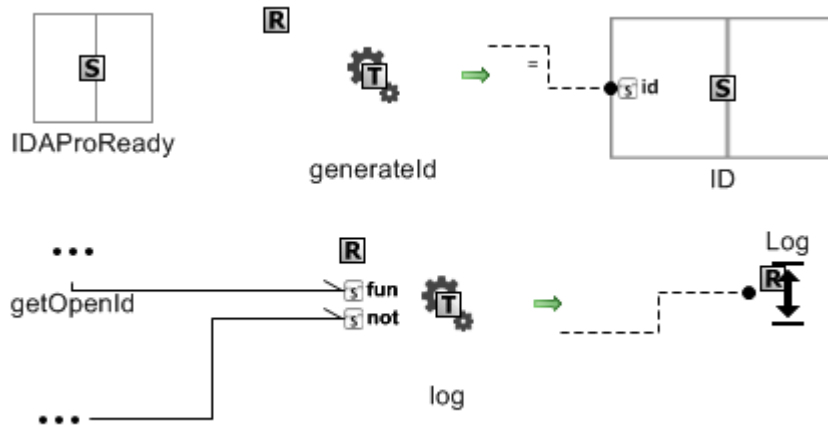 R
S
T
=
s id
S
IDAProReady
generateId
ID
R
Log
R
s fun
getOpenId
T
s not
log